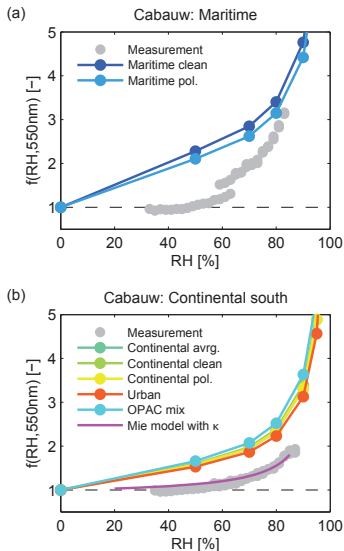 (a)
Cabauw: Maritime
5
4
3
2
1
0
f(RH,550nm) [−]
Measurement
Maritime clean
Maritime pol.
0 20 40 60 80 100
RH [%]
(b)
Cabauw: Continental south
5
4
3
2
1
0
f(RH,550nm) [−]
Measurement
Continental avrg.
Continental clean
Continental pol.
Urban
OPAC mix
Mie model with κ
0 20 40 60 80 100
RH [%]